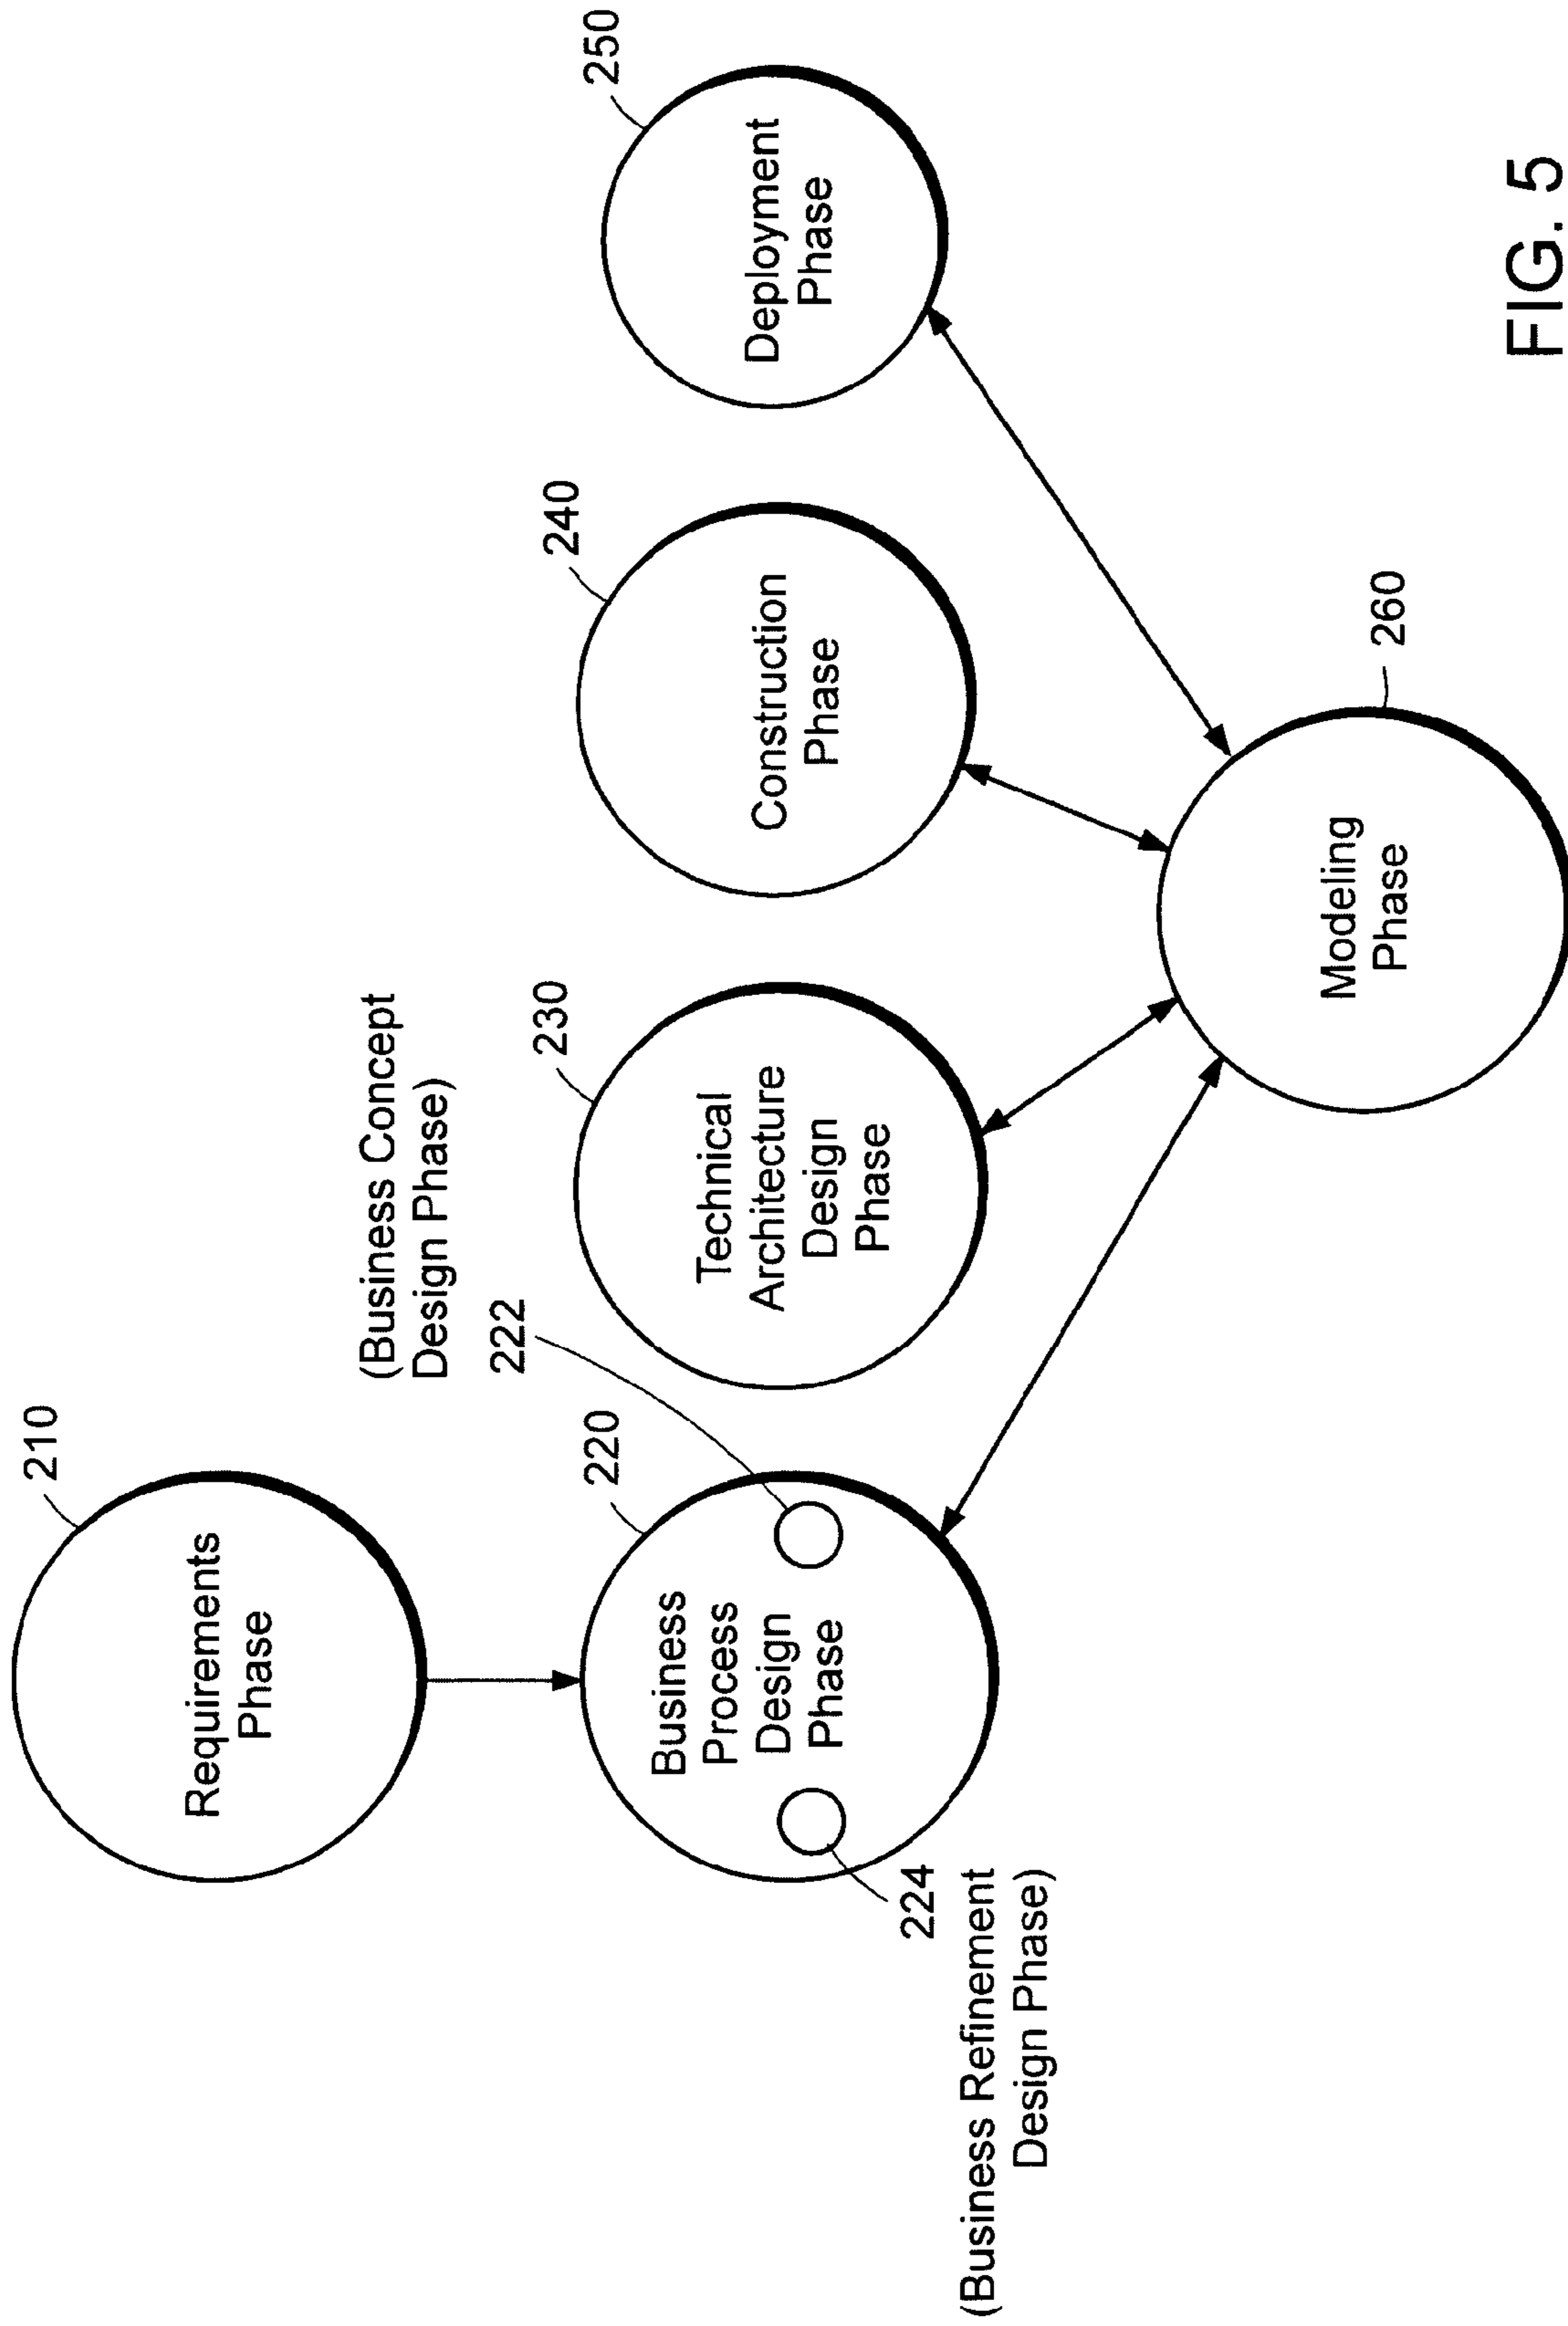 210
Requirements
Phase
(Business Concept
Design Phase)
222
220
Business
Process
Design
Phase
224
(Business Refinement
Design Phase)
230
Technical
Architecture
Design
Phase
240
Construction
Phase
250
Deployment
Phase
260
Modeling
Phase
FIG. 5